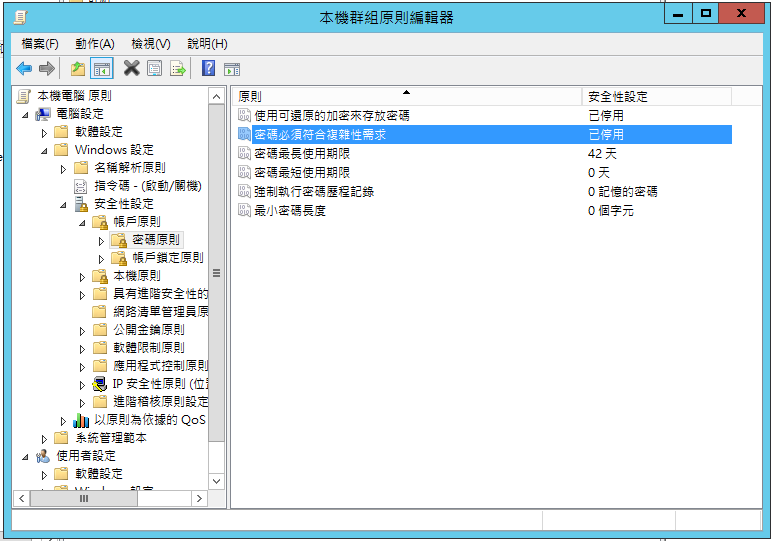 本機群組原則編輯器
檔案(F) 動作(A) 檢視(V) 說明(H)
本機電腦 原則
電腦設定
軟體設定
Windows 設定
名稱解析原則
指令碼 - (啟動/關機)
安全性設定
帳戶原則
密碼原則
帳戶鎖定原則
本機原則
具有進階安全性的
網路清單管理員原
公開金鑰原則
軟體限制原則
應用程式控制原則
IP 安全性原則 (位
進階稽核原則設定
以原則為依據的 QoS
系統管理範本
使用者設定
軟體設定
Windows 設定
原則 安全性設定
使用可還原的加密來存放密碼 已停用
密碼必須符合複雜性需求 已停用
密碼最長使用期限 42 天
密碼最短使用期限 0 天
強制執行密碼歷程記錄 0 記憶的密碼
最小密碼長度 0 個字元